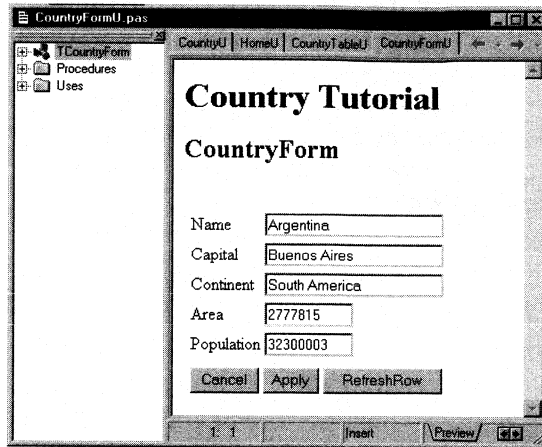 CountryFormU.pas
CountryU HomeU CountryTableU CountryFormU
TCountryForm
Procedures
Uses
Country Tutorial
CountryForm
Name Argentina
Capital Buenos Aires
Continent South America
Area 2777815
Population 32300003
Cancel Apply RefreshRow
1: 1 Insert Preview